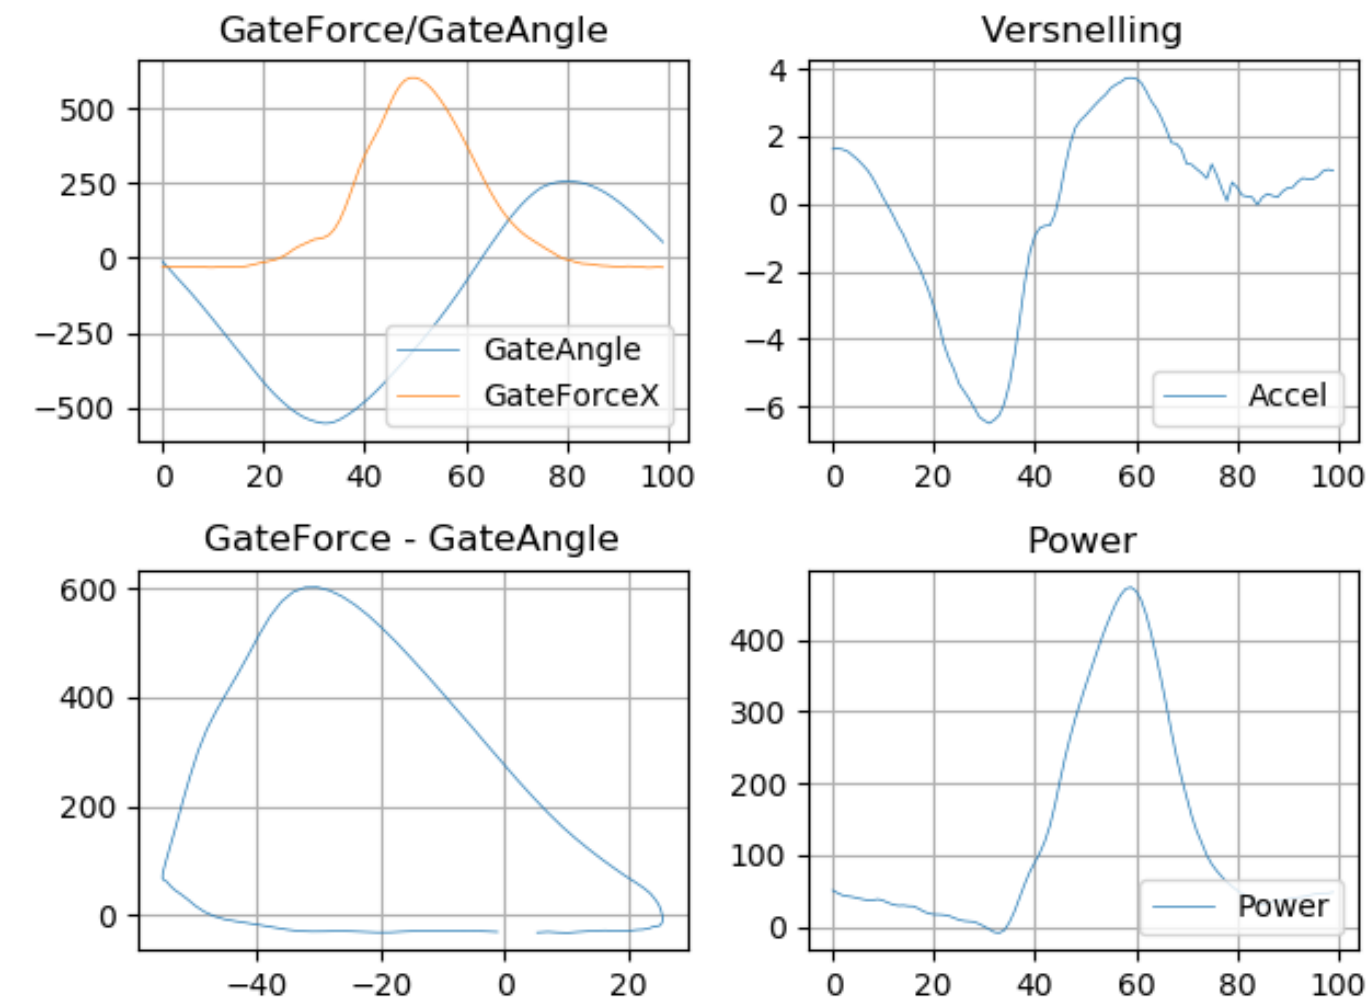 GateForce/GateAngle
500
250
0
−250
−500
0 20 40 60 80 100
GateAngle
GateForceX
Versnelling
4
2
0
−2
−4
−6
0 20 40 60 80 100
Accel
GateForce - GateAngle
600
400
200
0
−40 −20 0 20
Power
400
300
200
100
0
0 20 40 60 80 100
Power